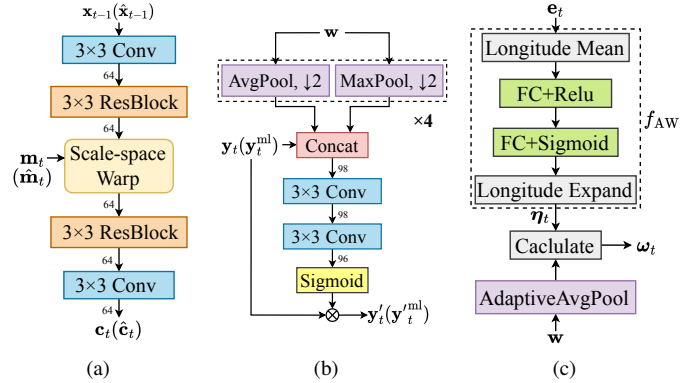 x_{t−1}(x̂_{t−1})
3×3 Conv
64
3×3 ResBlock
64
m_t
(m̂_t)
Scale-space
Warp
64
3×3 ResBlock
64
3×3 Conv
64
c_t(ĉ_t)
(a)
w
AvgPool, ↓2
MaxPool, ↓2
×4
y_t(y_t^{ml})
Concat
98
3×3 Conv
98
3×3 Conv
96
Sigmoid
y′_t(y′_t^{ml})
(b)
e_t
Longitude Mean
FC+Relu
f_{AW}
FC+Sigmoid
Longitude Expand
η_t
Caclulate
ω_t
AdaptiveAvgPool
w
(c)